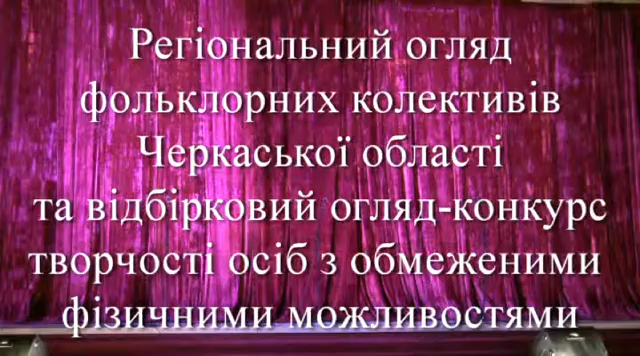 Регіональний огляд
фольклорних колективів
Черкаської області
та відбірковий огляд-конкурс
творчості осіб з обмеженими
фізичними можливостями